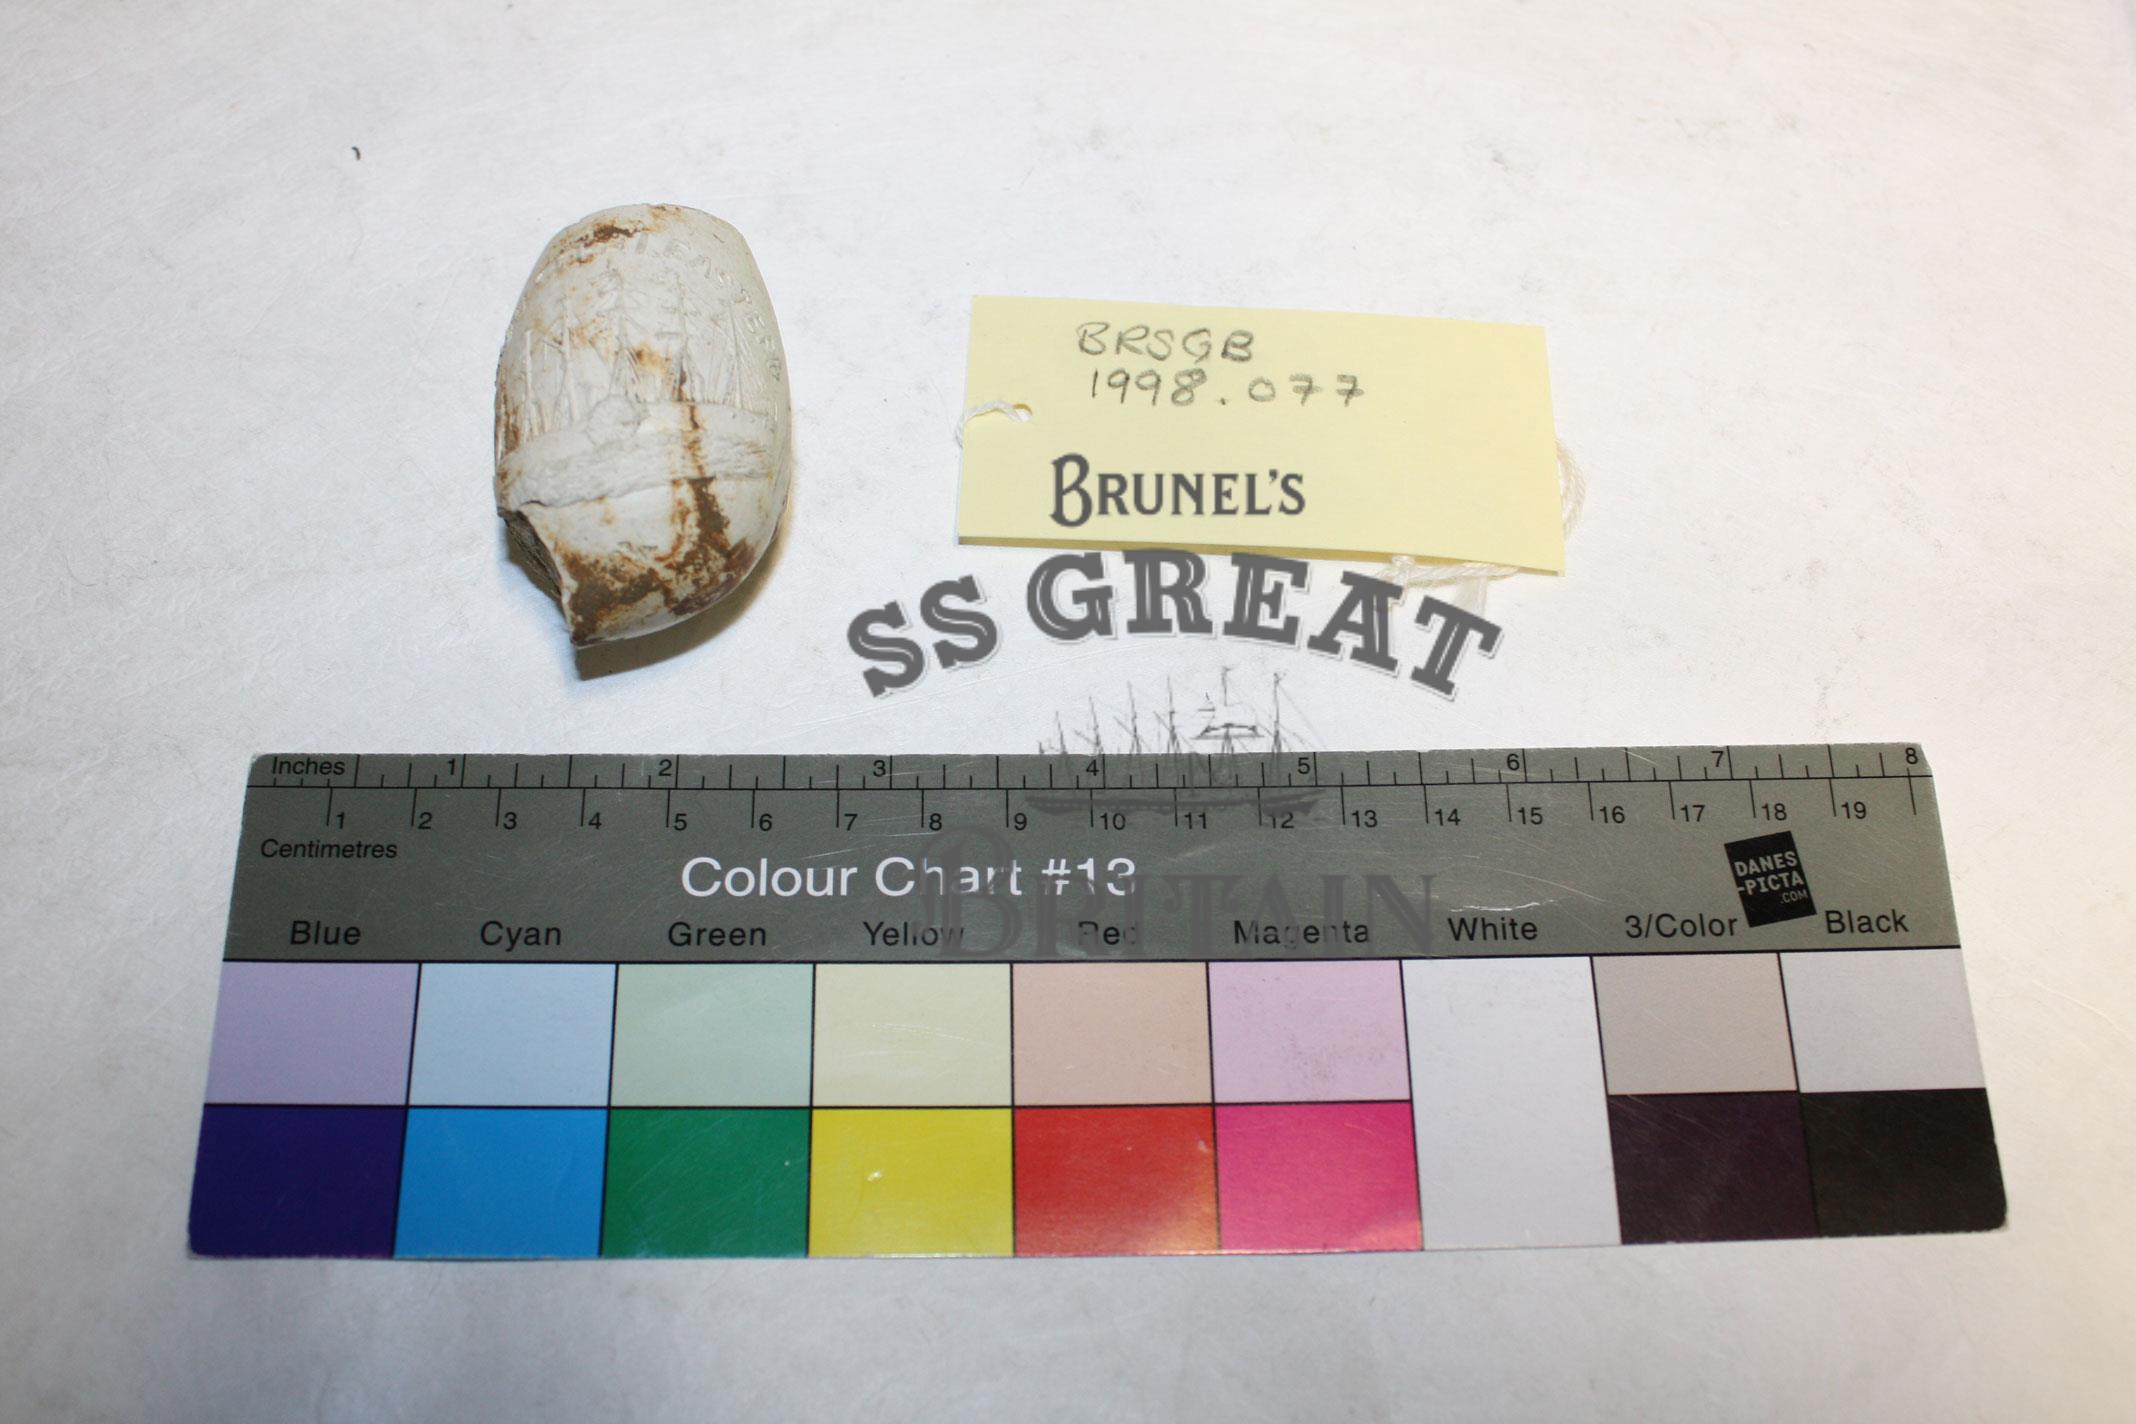 EASTERN
BRSGB
1998.077
BRUNEL'S
SS GREAT
BRITAIN
Inches 1 2 3 4 5 6 7 8
1 2 3 4 5 6 7 8 9 10 11 12 13 14 15 16 17 18 19
Centimetres
Colour Chart #13
DANES
-PICTA
.COM
Blue Cyan Green Yellow Red Magenta White 3/Color Black